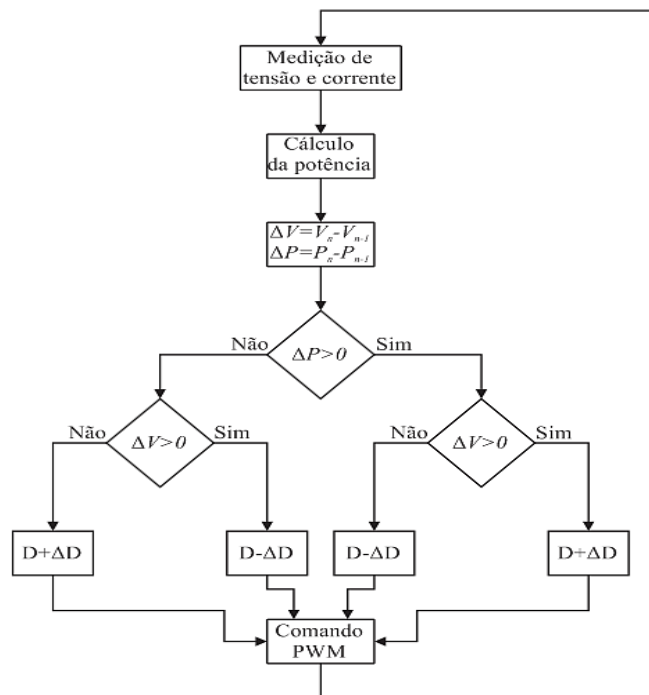 Medição de
tensão e corrente
Cálculo
da potência
ΔV=Vₙ-Vₙ₋₁
ΔP=Pₙ-Pₙ₋₁
Não
ΔP>0
Sim
Não
ΔV>0
Sim
Não
ΔV>0
Sim
D+ΔD
D-ΔD
D-ΔD
D+ΔD
Comando
PWM